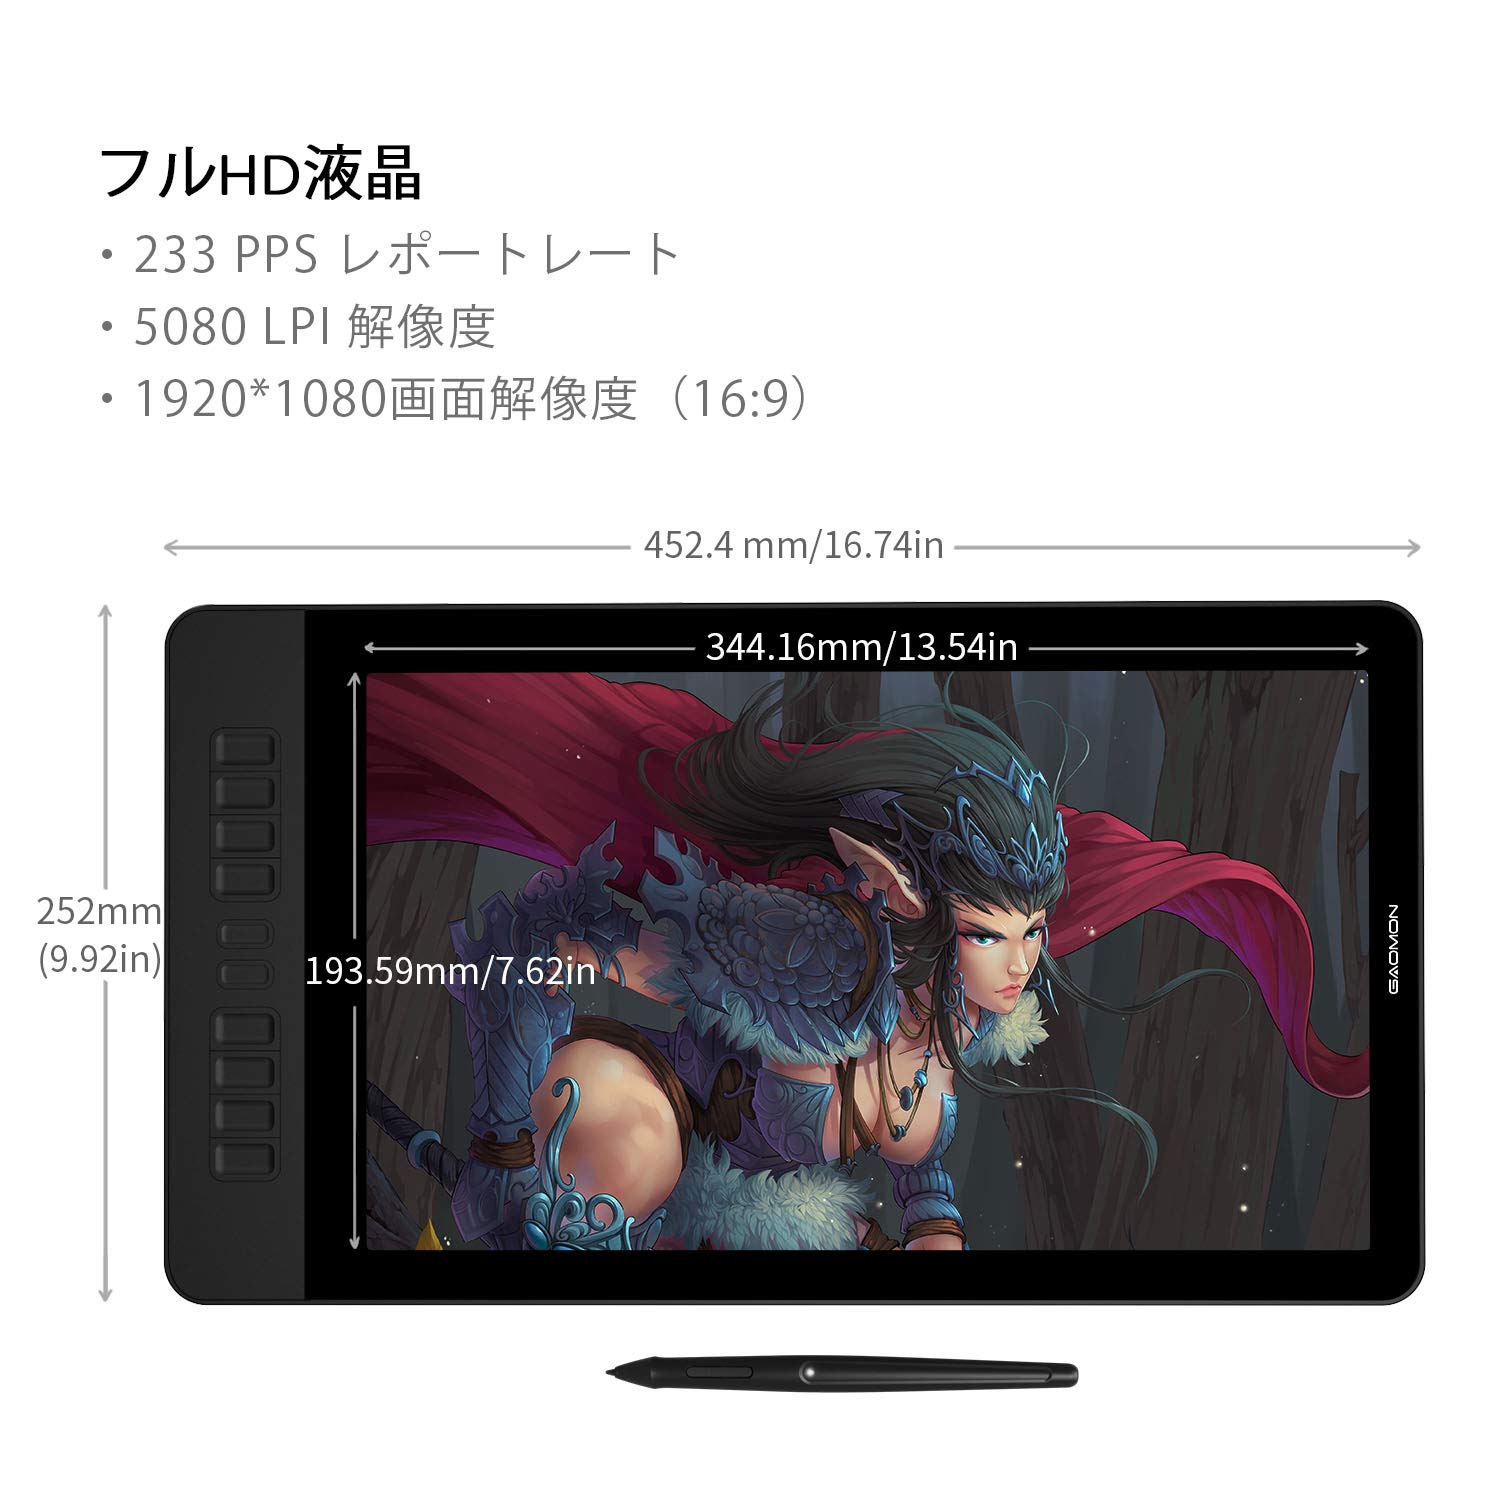 フルHD液晶
・233 PPS レポートレート
・5080 LPI 解像度
・1920*1080画面解像度（16:9）
452.4 mm/16.74in
344.16mm/13.54in
252mm
(9.92in)
193.59mm/7.62in
GAOMON